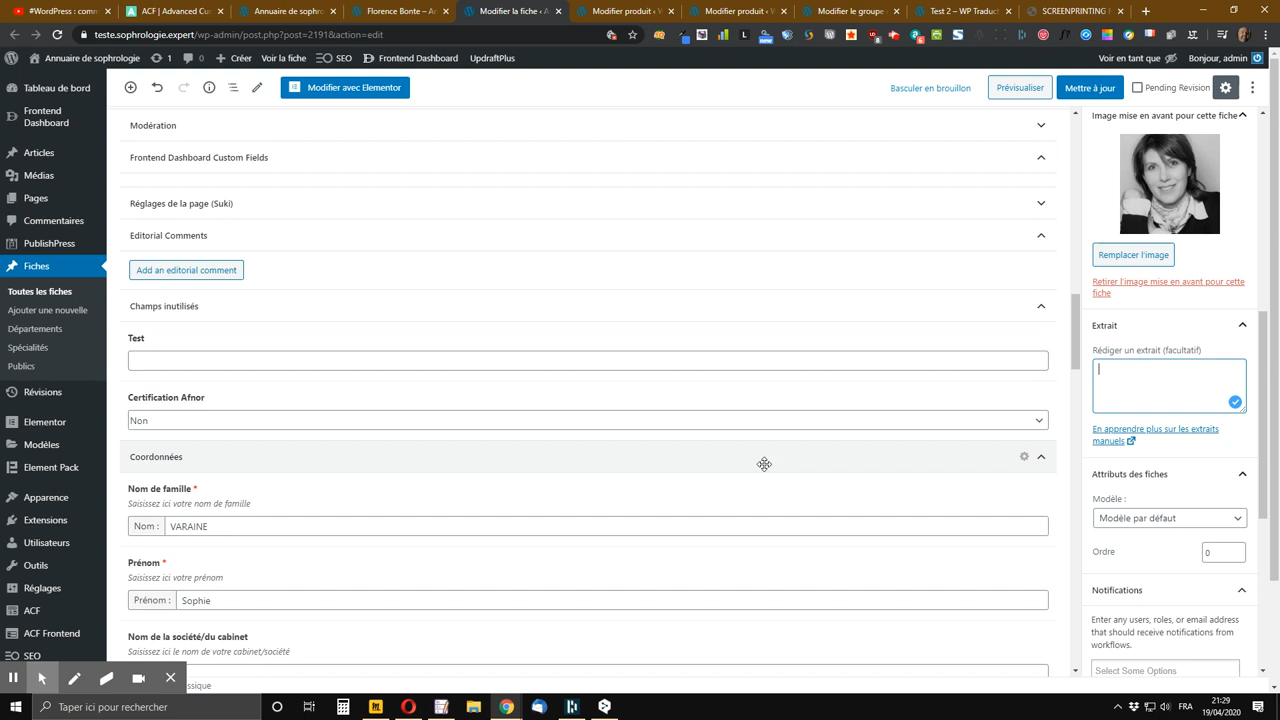 « WordPress : com
Annuaire de soph
Annuaire de soph
Florence Bonte – An
Modifier la fiche ‹ A
Modifier produit ‹ W
Modifier produit ‹ W
Modifier le groupe
Test 2 – WP Traduct
SCREENPRINTING D
teste.s30.wpsandbox.org/wp-admin/post.php?post=2191&action=edit
Annuaire de sophrologie
1
0
Créer
Voir la fiche
SEO
Frontend Dashboard
UpdraftPlus
Voir en tant que
Bonjour, admin
Modifier avec Elementor
Basculer en brouillon
Prévisualiser
Mettre à jour
Pending Revision
Tableau de bord
Frontend
Dashboard
Articles
Médias
Pages
Commentaires
PublishPress
Fiches
Toutes les fiches
Ajouter une nouvelle
Départements
Spécialités
Publics
Révisions
Elementor
Modèles
Element Pack
Apparence
Extensions
Utilisateurs
Outils
Réglages
ACF
ACF Frontend
SEO
Modération
Frontend Dashboard Custom Fields
Réglages de la page (Suki)
Editorial Comments
Add an editorial comment
Champs inutilisés
Test
Certification Afnor
Non
Coordonnées
Nom de famille *
Saisissez ici votre nom de famille
Nom :
VARAINE
Prénom *
Saisissez ici votre prénom
Prénom :
Sophie
Nom de la société/du cabinet
Saisissez ici le nom de votre cabinet/société
assique
Image mise en avant pour cette fiche
Remplacer l'image
Retirer l'image mise en avant pour cette
fiche
Extrait
Rédiger un extrait (facultatif)
En apprendre plus sur les extraits
manuels
Attributs des fiches
Modèle :
Modèle par défaut
Ordre
0
Notifications
Enter any users, roles, or email address
that should receive notifications from
workflows.
Select Some Options
Taper ici pour rechercher
FRA
21:29
19/04/2020